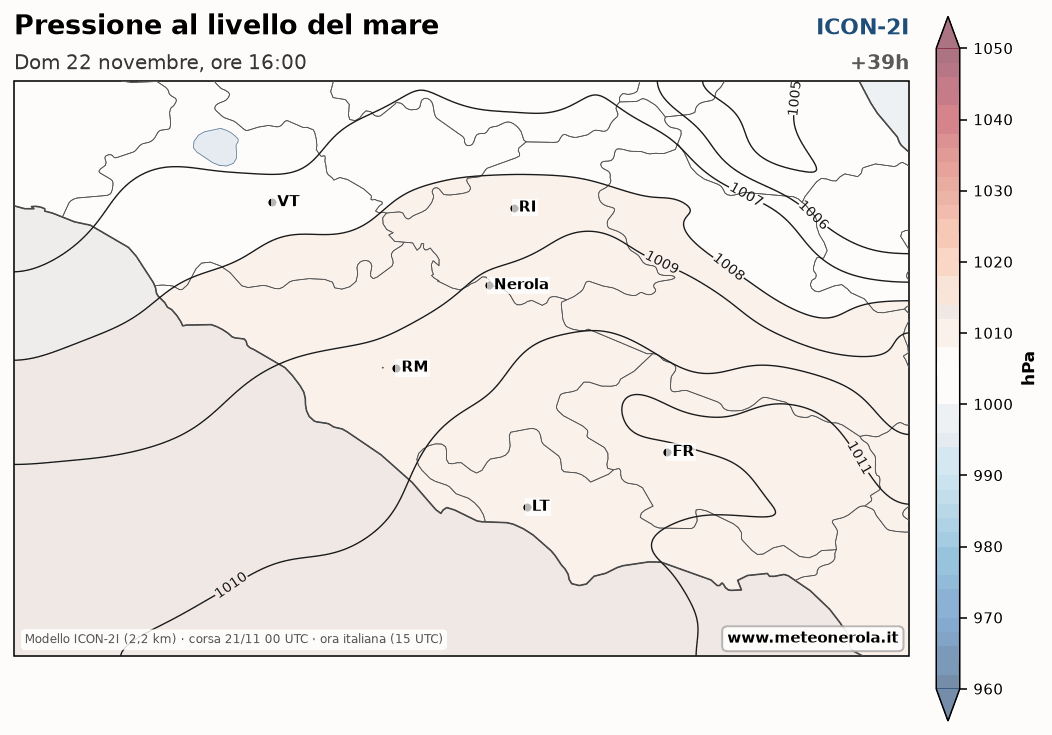 Pressione al livello del mare
ICON-2I
Dom 22 novembre, ore 16:00
+39h
1005
VT
RI
1007
1006
1009
1008
Nerola
RM
FR
1011
LT
1010
Modello ICON-2I (2,2 km) · corsa 21/11 00 UTC · ora italiana (15 UTC)
www.meteonerola.it
1050
1040
1030
1020
1010
1000
990
980
970
960
hPa